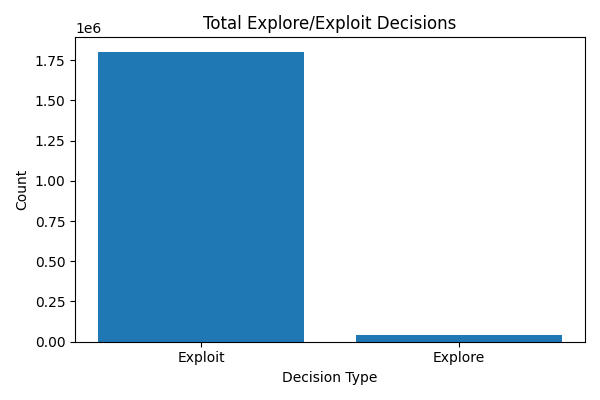 Total Explore/Exploit Decisions
1e6
1.75
1.50
1.25
1.00
0.75
0.50
0.25
0.00
Count
Exploit
Explore
Decision Type